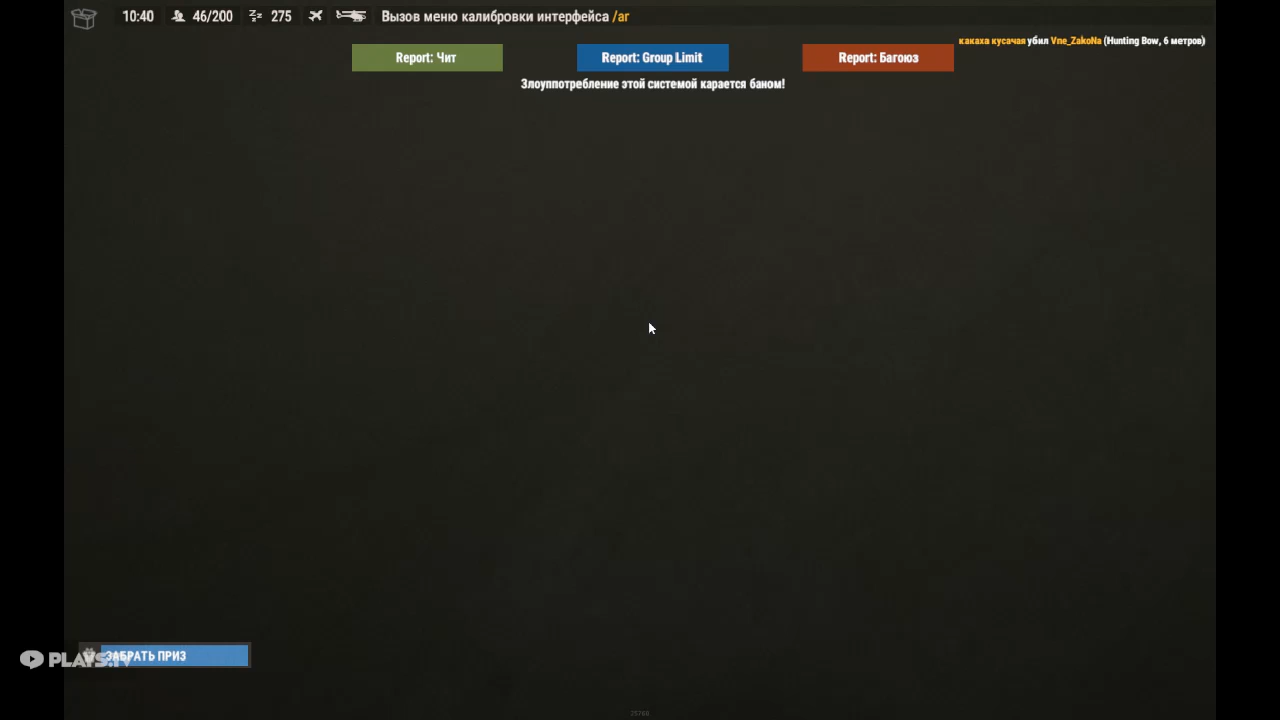 10:40 46/200 275 Вызов меню калибровки интерфейса /ar
какаха кусачая убил Vne_ZakoNa (Hunting Bow, 6 метров)
Report: Чит Report: Group Limit Report: Багоюз
Злоуппотребление этой системой карается баном!
ЗАБРАТЬ ПРИЗ
PLAYS.TV